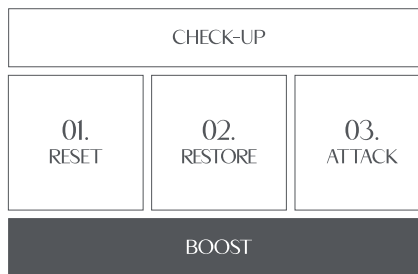 CHECK-UP
01.
RESET
02.
RESTORE
03.
ATTACK
BOOST